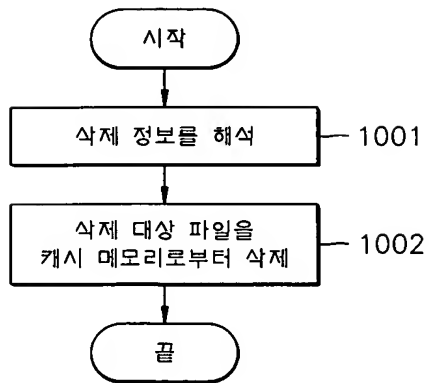 시작
삭제 정보를 해석
1001
삭제 대상 파일을
캐시 메모리로부터 삭제
1002
끝